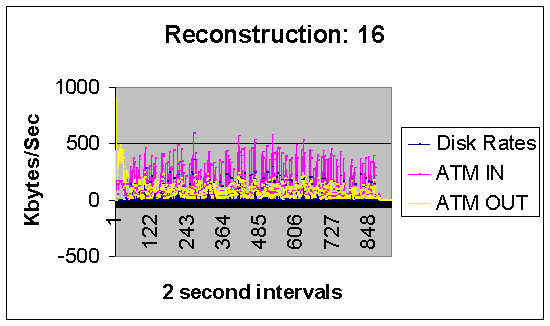 Reconstruction: 16
Kbytes/Sec
1000
500
0
-500
1
122
243
364
485
606
727
848
2 second intervals
Disk Rates
ATM IN
ATM OUT